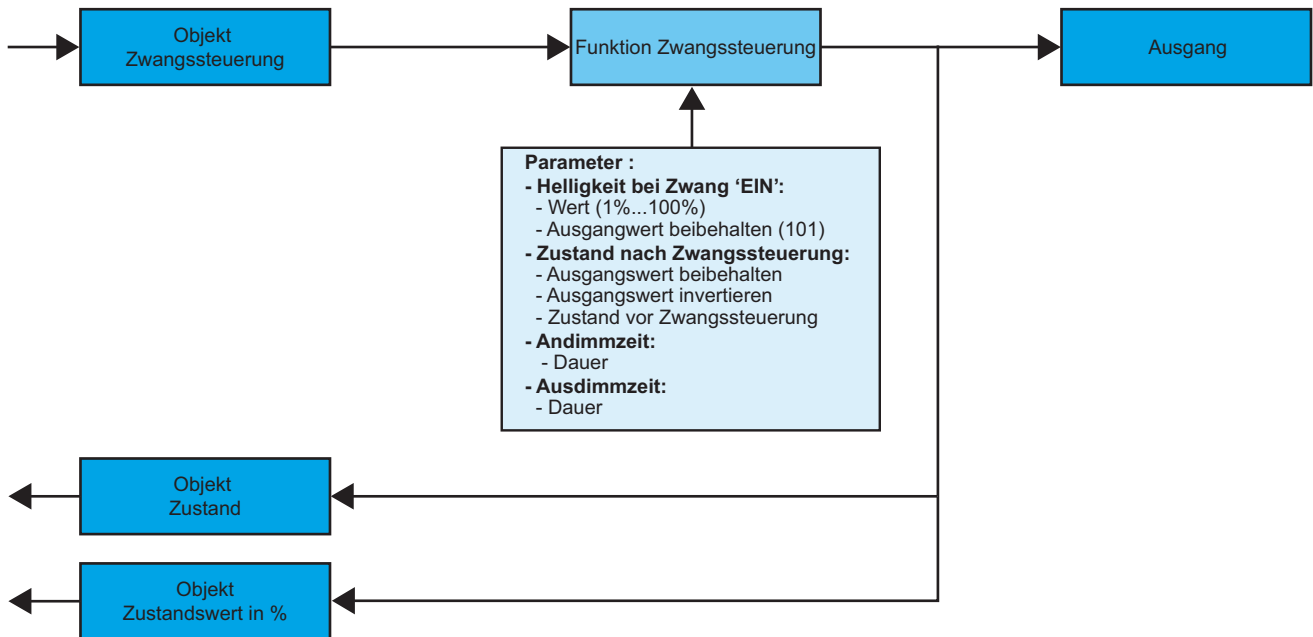 Objekt
Zwangssteuerung
Funktion Zwangssteuerung
Ausgang
Parameter :
- Helligkeit bei Zwang ‘EIN’:
- Wert (1%...100%)
- Ausgangwert beibehalten (101)
- Zustand nach Zwangssteuerung:
- Ausgangswert beibehalten
- Ausgangswert invertieren
- Zustand vor Zwangssteuerung
- Andimmzeit:
- Dauer
- Ausdimmzeit:
- Dauer
Objekt
Zustand
Objekt
Zustandswert in %